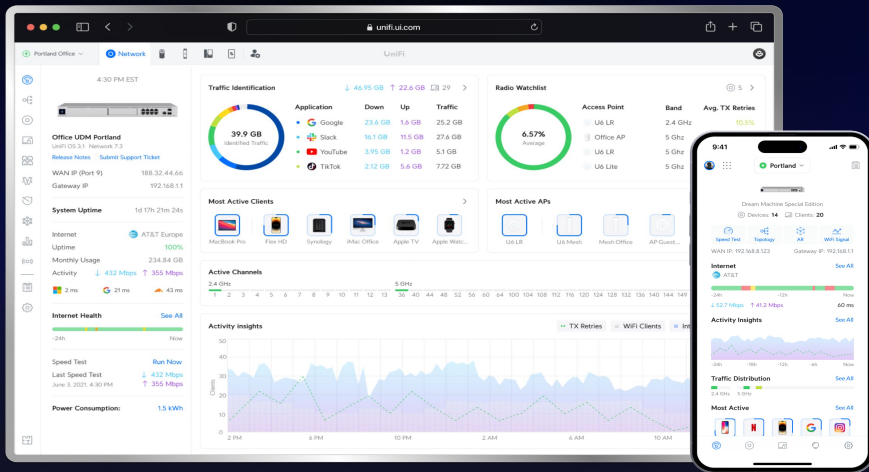 unifi.ui.com
Portland Office
Network
UniFi
4:30 PM EST
Office UDM Portland
UniFi OS 3.1 Network 7.3
Release Notes Submit Support Ticket
WAN IP (Port 9) 188.32.44.66
Gateway IP 192.168.1.1
System Uptime 1d 17h 21m 24s
Internet AT&T Europe
Uptime 100%
Monthly Usage 234.84 GB
Activity ↓ 432 Mbps ↑ 355 Mbps
2 ms 21 ms 43 ms
Internet Health See All
-24h Now
Speed Test Run Now
Last Speed Test ↓ 432 Mbps
June 3, 2021, 4:30 PM ↑ 355 Mbps
Power Consumption: 1.5 kWh
Traffic Identification ↓ 46.95 GB ↑ 22.6 GB 29
39.9 GB
Identified Traffic
Application Down Up Traffic
Google 23.6 GB 1.6 GB 25.2 GB
Slack 16.1 GB 11.5 GB 27.6 GB
YouTube 3.95 GB 1.2 GB 5.1 GB
TikTok 2.12 GB 5.6 GB 7.72 GB
Radio Watchlist 5
6.57%
Average
Access Point Band Avg. TX Retries
U6 LR 2.4 GHz 10.5%
Office AP 5 Ghz
U6 LR 5 Ghz
U6 Lite 5 Ghz
Most Active Clients
MacBook Pro Flex HD Synology iMac Office Apple TV Apple Watc...
Most Active APs
U6 LR U6 Mesh Mesh Office AP Guest...
Active Channels
2.4 GHz 5 GHz
1 2 3 4 5 6 7 8 9 10 11 12 13 36 40 44 48 52 56 60 64 100 104 108 112 116 120 124 128 132 136 140 144 149
Activity insights
TX Retries WiFi Clients Int
50
40
30
20
10
0
Clients
2 PM 6 PM 10 PM 2 AM 6 AM 10 AM
9:41
Portland
Dream Machine Special Edition
Devices: 14 Clients: 20
Speed Test Topology AR WiFi Signal
WAN IP: 192.168.8.123 Gateway IP: 192.168.1.1
Internet See All
AT&T
-24h -12h Now
↓ 52.7 Mbps ↑ 41.2 Mbps 60 ms
Activity Insights See All
-24h -18h -12h -6h Now
Traffic Distribution See All
2.4 GHz 5 GHz
Most Active See All